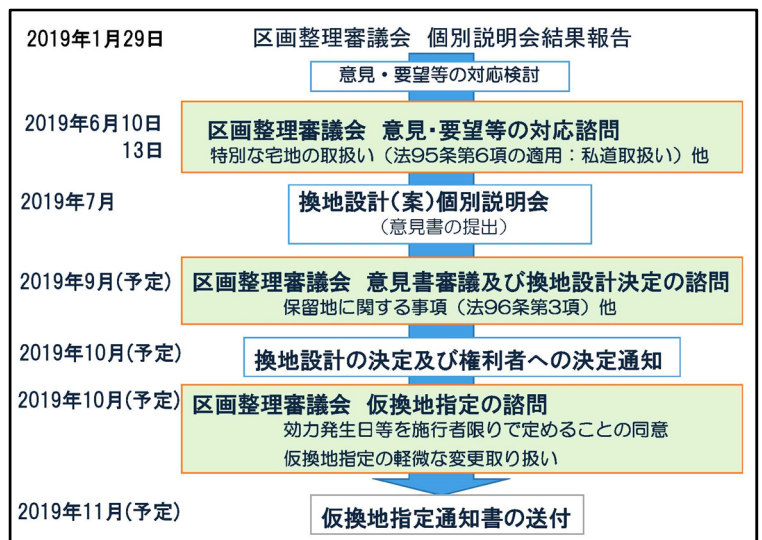 2019年1月29日 区画整理審議会 個別説明会結果報告
意見・要望等の対応検討
2019年6月10日 区画整理審議会 意見・要望等の対応諮問
13日 特別な宅地の取扱い（法95条第6項の適用：私道取扱い）他
2019年7月 換地設計（案）個別説明会
（意見書の提出）
2019年9月(予定) 区画整理審議会 意見書審議及び換地設計決定の諮問
保留地に関する事項（法96条第3項）他
2019年10月(予定) 換地設計の決定及び権利者への決定通知
2019年10月(予定) 区画整理審議会 仮換地指定の諮問
効力発生日等を施行者限りで定めることの同意
仮換地指定の軽微な変更取り扱い
2019年11月(予定) 仮換地指定通知書の送付